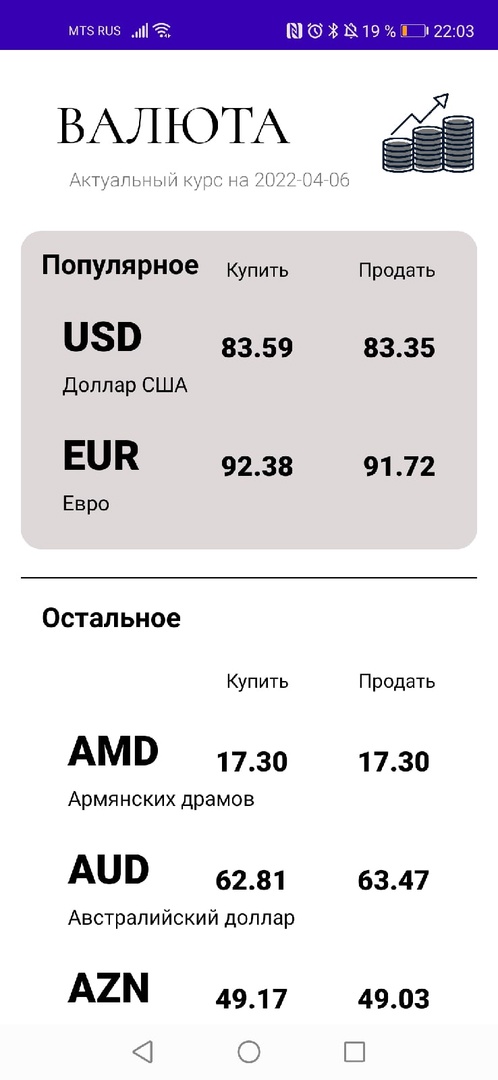 MTS RUS 19 % 22:03
ВАЛЮТА
Актуальный курс на 2022-04-06
Популярное Купить Продать
USD 83.59 83.35
Доллар США
EUR 92.38 91.72
Евро
Остальное
Купить Продать
AMD 17.30 17.30
Армянских драмов
AUD 62.81 63.47
Австралийский доллар
AZN 49.17 49.03